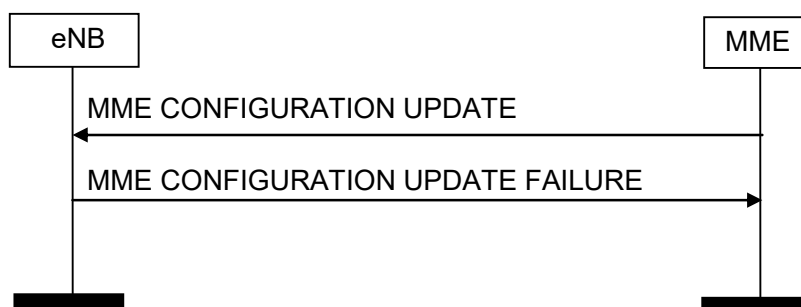 eNB
MME
MME CONFIGURATION UPDATE
MME CONFIGURATION UPDATE FAILURE